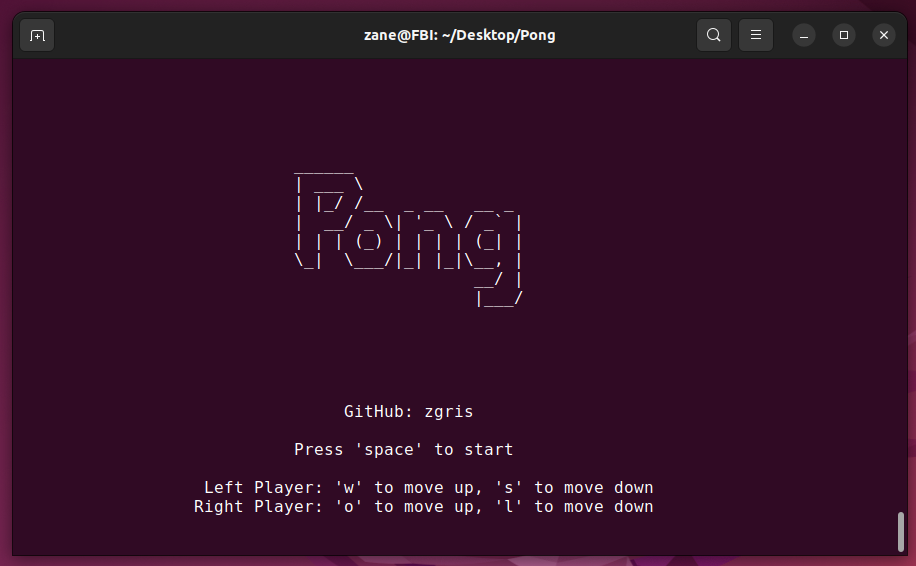 zane@FBI: ~/Desktop/Pong
Pong
GitHub: zgris
Press 'space' to start
Left Player: 'w' to move up, 's' to move down
Right Player: 'o' to move up, 'l' to move down